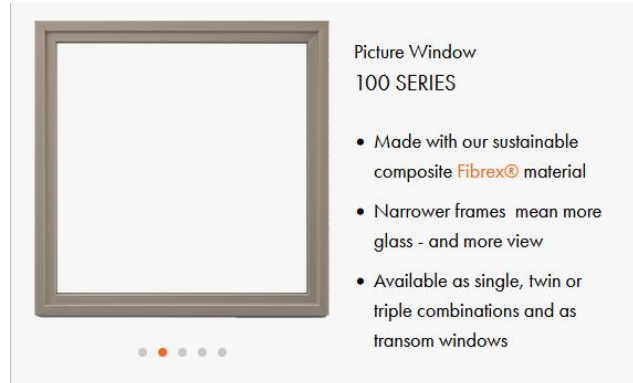 Picture Window
100 SERIES
• Made with our sustainable
composite Fibrex® material
• Narrower frames mean more
glass - and more view
• Available as single, twin or
triple combinations and as
transom windows